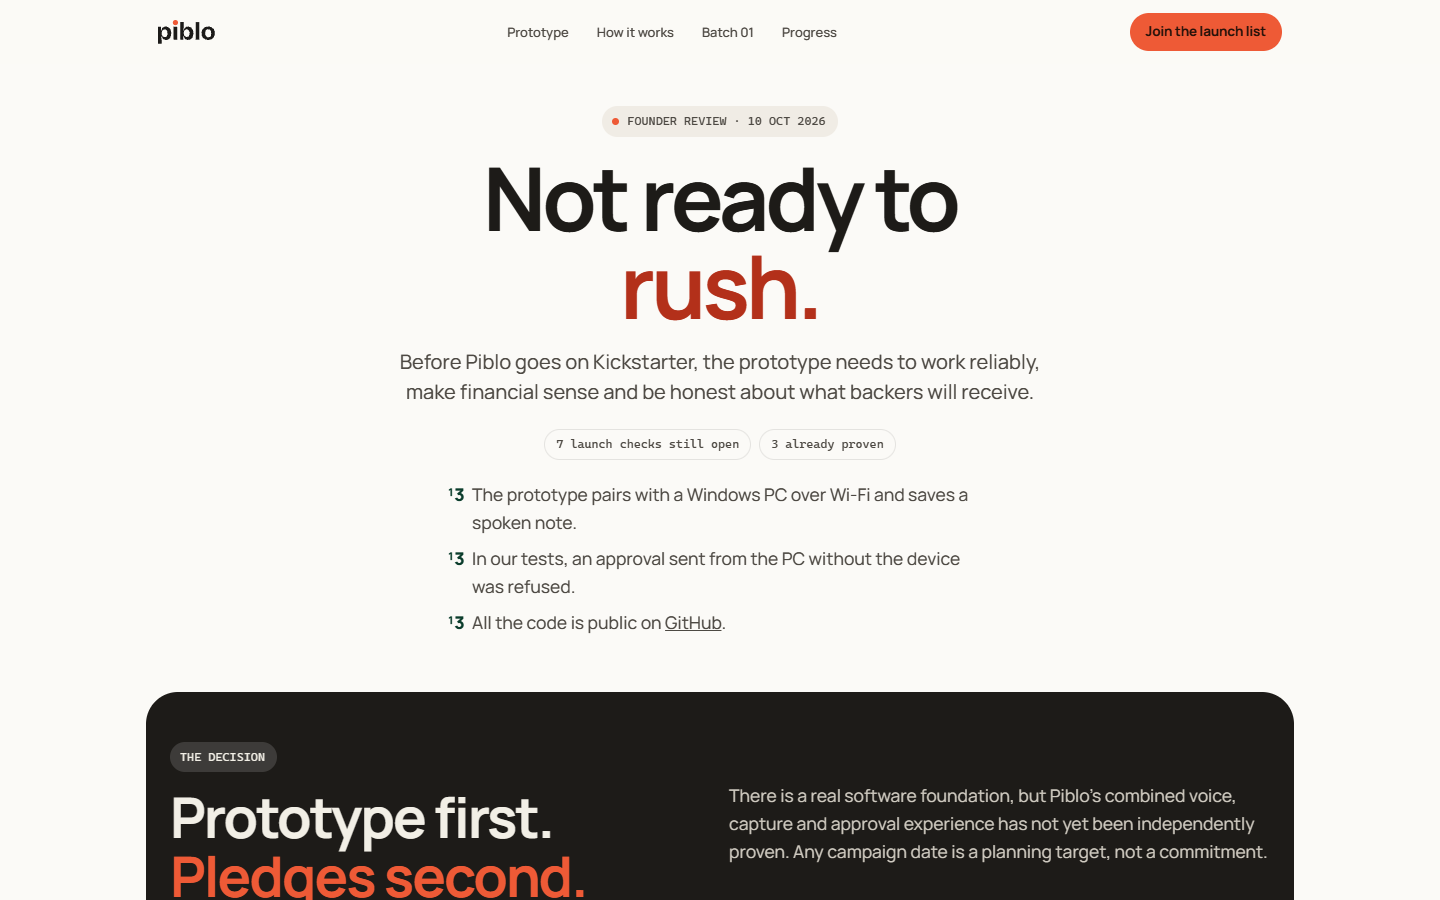 piblo
Prototype
How it works
Batch 01
Progress
Join the launch list
FOUNDER REVIEW · 10 OCT 2026
Not ready to
rush.
Before Piblo goes on Kickstarter, the prototype needs to work reliably,
make financial sense and be honest about what backers will receive.
7 launch checks still open
3 already proven
¹3 The prototype pairs with a Windows PC over Wi-Fi and saves a
spoken note.
¹3 In our tests, an approval sent from the PC without the device
was refused.
¹3 All the code is public on GitHub.
THE DECISION
Prototype first.
Pledges second.
There is a real software foundation, but Piblo's combined voice,
capture and approval experience has not yet been independently
proven. Any campaign date is a planning target, not a commitment.